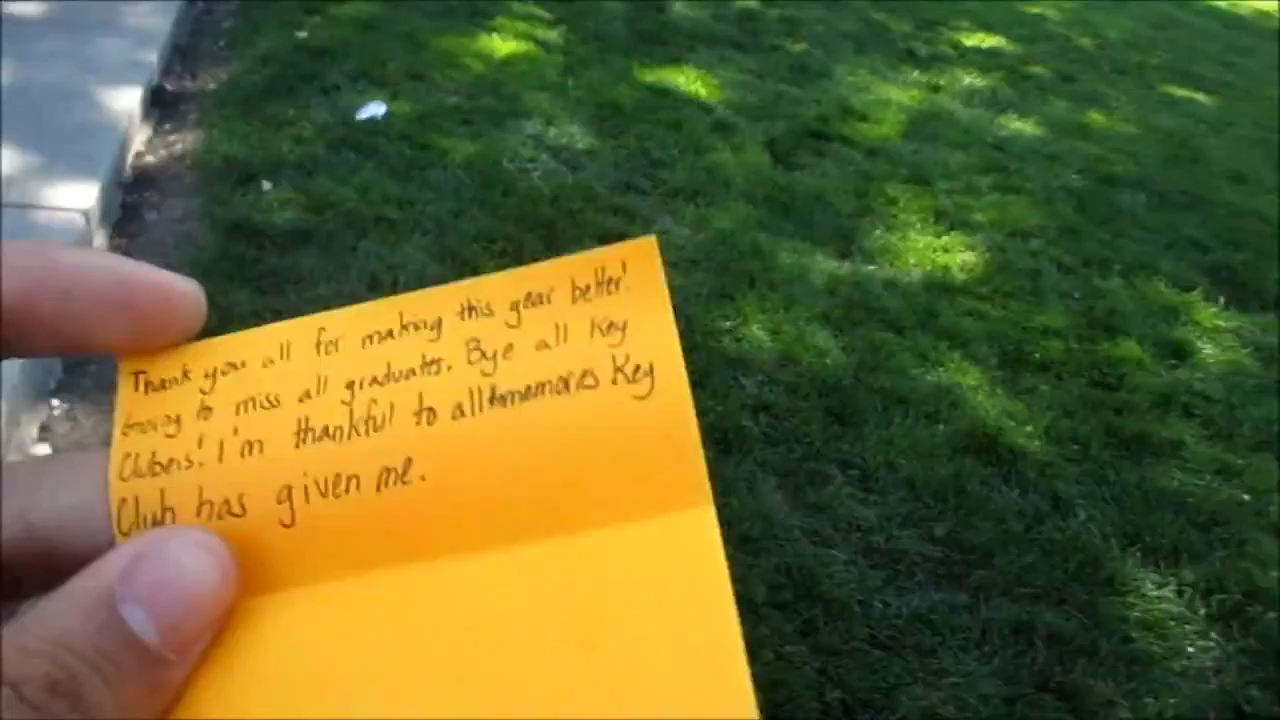 Thank you all for making this year better!
Going to miss all graduates. Bye all Key
Clubers! I'm thankful to all memories Key
Club has given me.